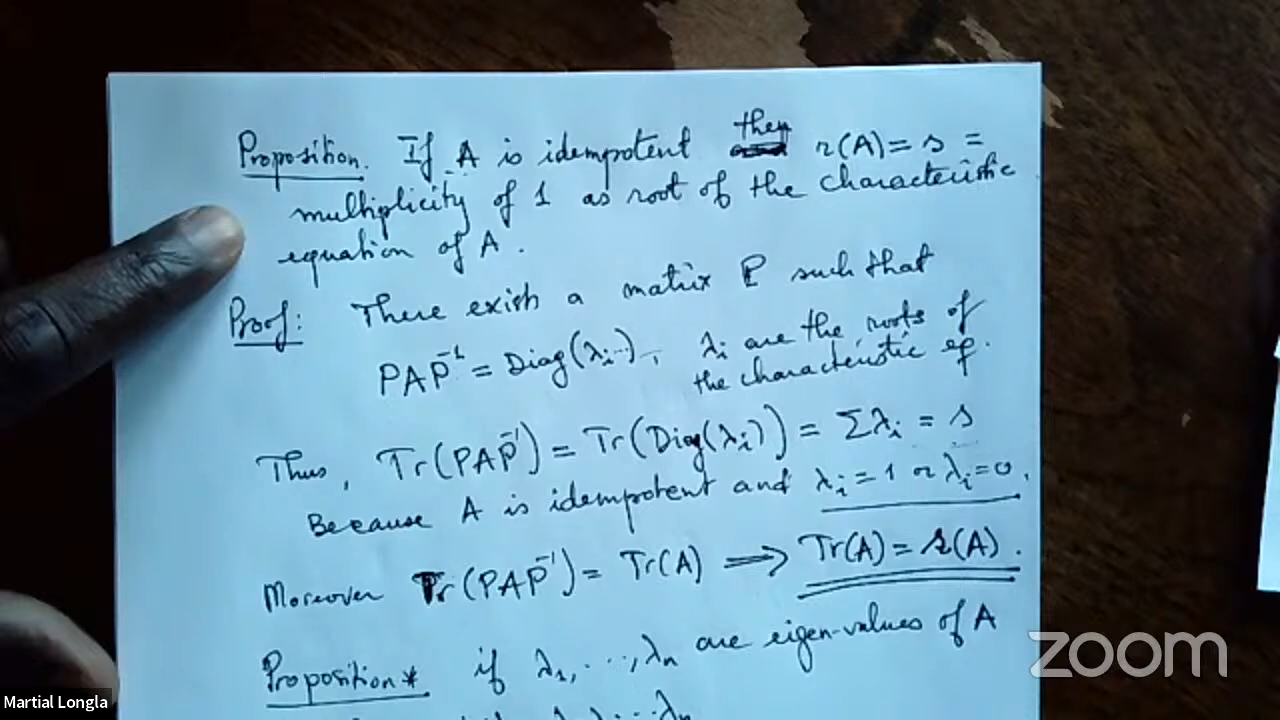 Proposition. If A is idempotent then r(A) = s =
multiplicity of 1 as root of the characteristic
equation of A.
Proof: There exish a matrix P such that
PAP⁻¹ = Diag(λi...), λi are the roots of
the characteristic eq.
Thus, Tr(PAP⁻¹) = Tr(Diag(λi)) = Σλi = s
Because A is idempotent and λi = 1 or λi = 0.
Moreover Tr(PAP⁻¹) = Tr(A) ⟹ Tr(A) = r(A).
Proposition* if λ1, ..., λn are eigen-values of A
zoom
Martial Longla